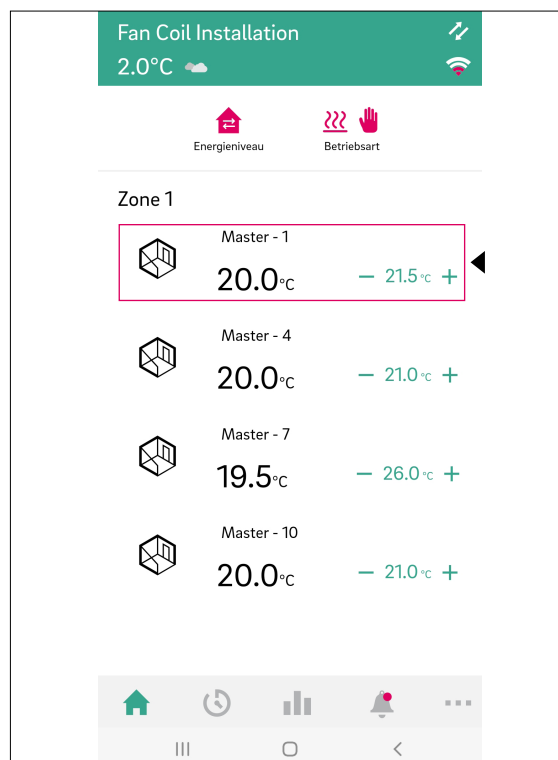 Fan Coil Installation
2.0°C
Energieniveau Betriebsart
Zone 1
Master - 1
20.0°C − 21.5 °C +
Master - 4
20.0°C − 21.0 °C +
Master - 7
19.5°C − 26.0 °C +
Master - 10
20.0°C − 21.0 °C +